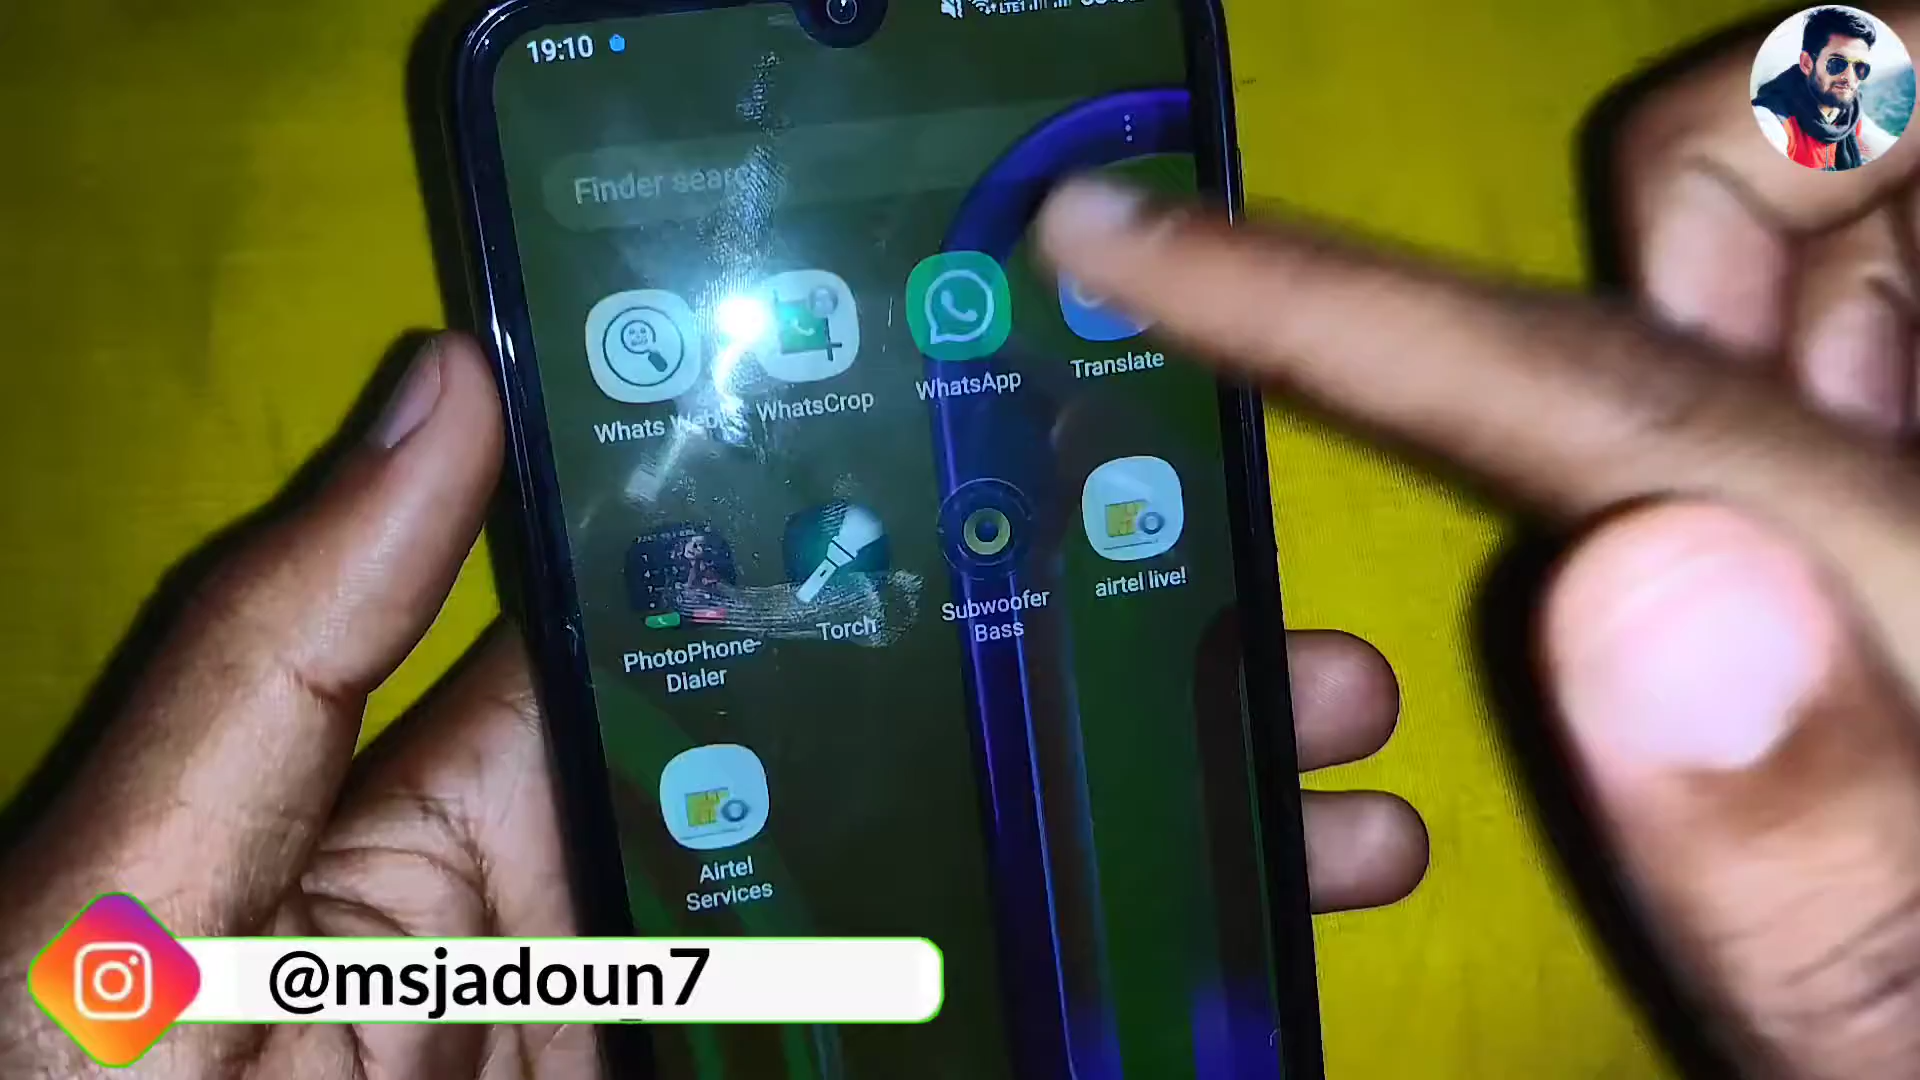 19:10
LTE1
Finder search
Whats Web
WhatsCrop
WhatsApp
Translate
PhotoPhone-
Dialer
Torch
Subwoofer
Bass
airtel live!
Airtel
Services
@msjadoun7